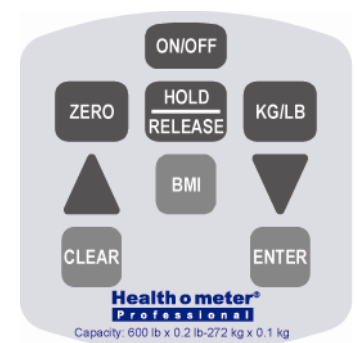 ON/OFF
ZERO
HOLD
RELEASE
KG/LB
BMI
CLEAR
ENTER
Health o meter®
Professional
Capacity: 600 lb x 0.2 lb-272 kg x 0.1 kg